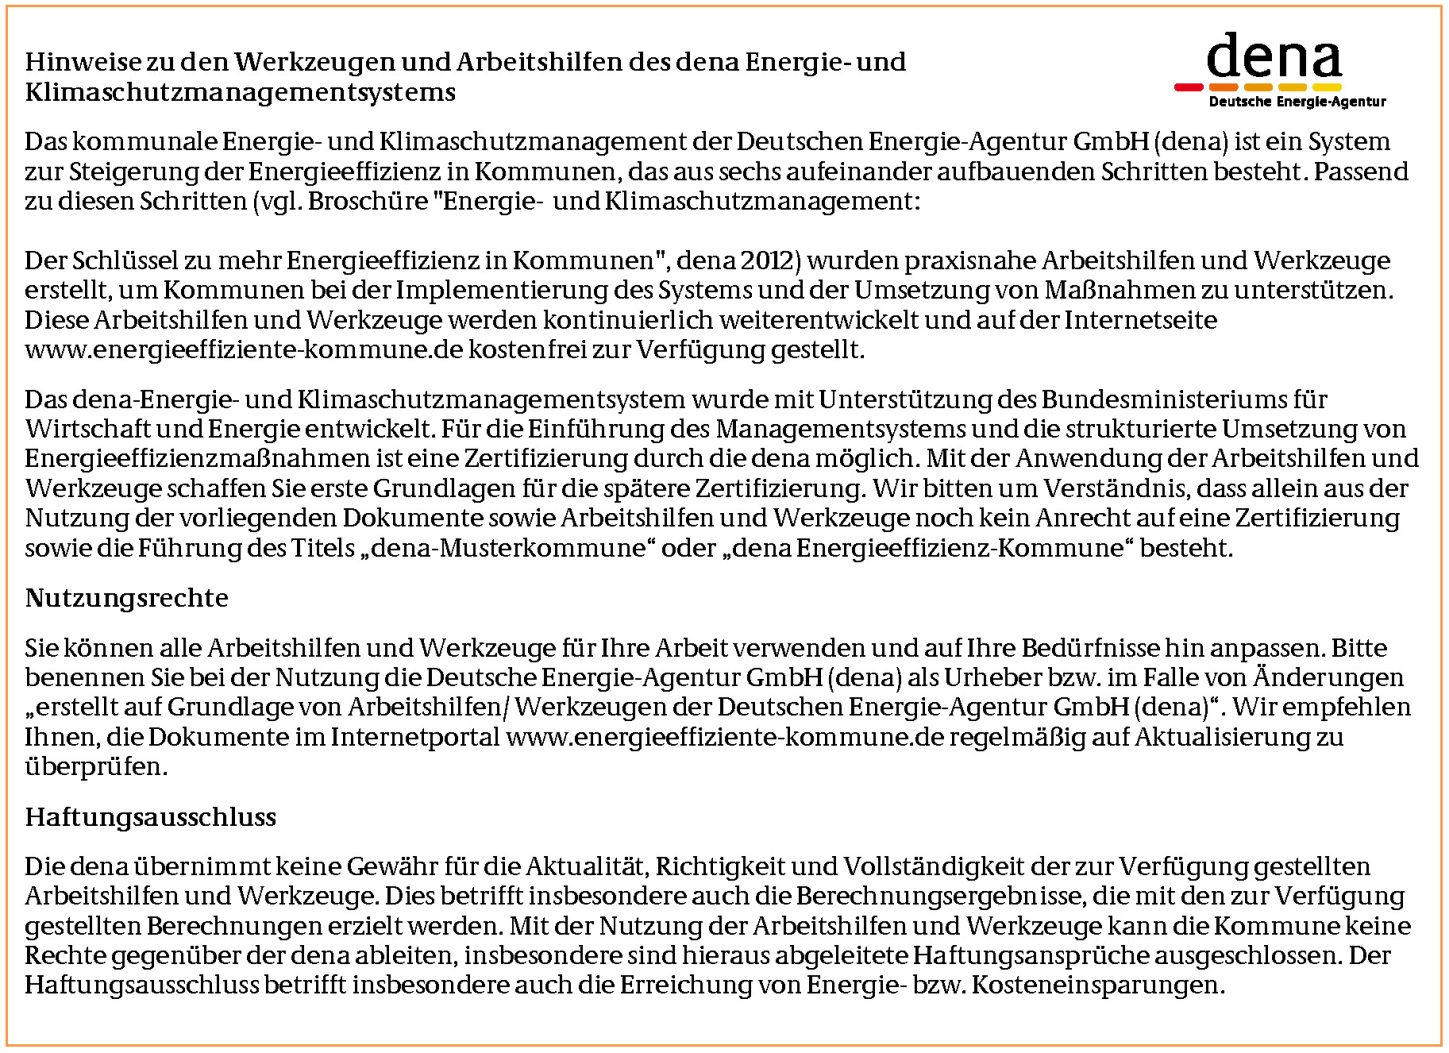 Hinweise zu den Werkzeugen und Arbeitshilfen des dena Energie- und
Klimaschutzmanagementsystems
dena
Deutsche Energie-Agentur
Das kommunale Energie- und Klimaschutzmanagement der Deutschen Energie-Agentur GmbH (dena) ist ein System
zur Steigerung der Energieeffizienz in Kommunen, das aus sechs aufeinander aufbauenden Schritten besteht. Passend
zu diesen Schritten (vgl. Broschüre "Energie- und Klimaschutzmanagement:
Der Schlüssel zu mehr Energieeffizienz in Kommunen", dena 2012) wurden praxisnahe Arbeitshilfen und Werkzeuge
erstellt, um Kommunen bei der Implementierung des Systems und der Umsetzung von Maßnahmen zu unterstützen.
Diese Arbeitshilfen und Werkzeuge werden kontinuierlich weiterentwickelt und auf der Internetseite
www.energieeffiziente-kommune.de kostenfrei zur Verfügung gestellt.
Das dena-Energie- und Klimaschutzmanagementsystem wurde mit Unterstützung des Bundesministeriums für
Wirtschaft und Energie entwickelt. Für die Einführung des Managementsystems und die strukturierte Umsetzung von
Energieeffizienzmaßnahmen ist eine Zertifizierung durch die dena möglich. Mit der Anwendung der Arbeitshilfen und
Werkzeuge schaffen Sie erste Grundlagen für die spätere Zertifizierung. Wir bitten um Verständnis, dass allein aus der
Nutzung der vorliegenden Dokumente sowie Arbeitshilfen und Werkzeuge noch kein Anrecht auf eine Zertifizierung
sowie die Führung des Titels „dena-Musterkommune“ oder „dena Energieeffizienz-Kommune“ besteht.
Nutzungsrechte
Sie können alle Arbeitshilfen und Werkzeuge für Ihre Arbeit verwenden und auf Ihre Bedürfnisse hin anpassen. Bitte
benennen Sie bei der Nutzung die Deutsche Energie-Agentur GmbH (dena) als Urheber bzw. im Falle von Änderungen
„erstellt auf Grundlage von Arbeitshilfen/ Werkzeugen der Deutschen Energie-Agentur GmbH (dena)“. Wir empfehlen
Ihnen, die Dokumente im Internetportal www.energieeffiziente-kommune.de regelmäßig auf Aktualisierung zu
überprüfen.
Haftungsausschluss
Die dena übernimmt keine Gewähr für die Aktualität, Richtigkeit und Vollständigkeit der zur Verfügung gestellten
Arbeitshilfen und Werkzeuge. Dies betrifft insbesondere auch die Berechnungsergebnisse, die mit den zur Verfügung
gestellten Berechnungen erzielt werden. Mit der Nutzung der Arbeitshilfen und Werkzeuge kann die Kommune keine
Rechte gegenüber der dena ableiten, insbesondere sind hieraus abgeleitete Haftungsansprüche ausgeschlossen. Der
Haftungsausschluss betrifft insbesondere auch die Erreichung von Energie- bzw. Kosteneinsparungen.